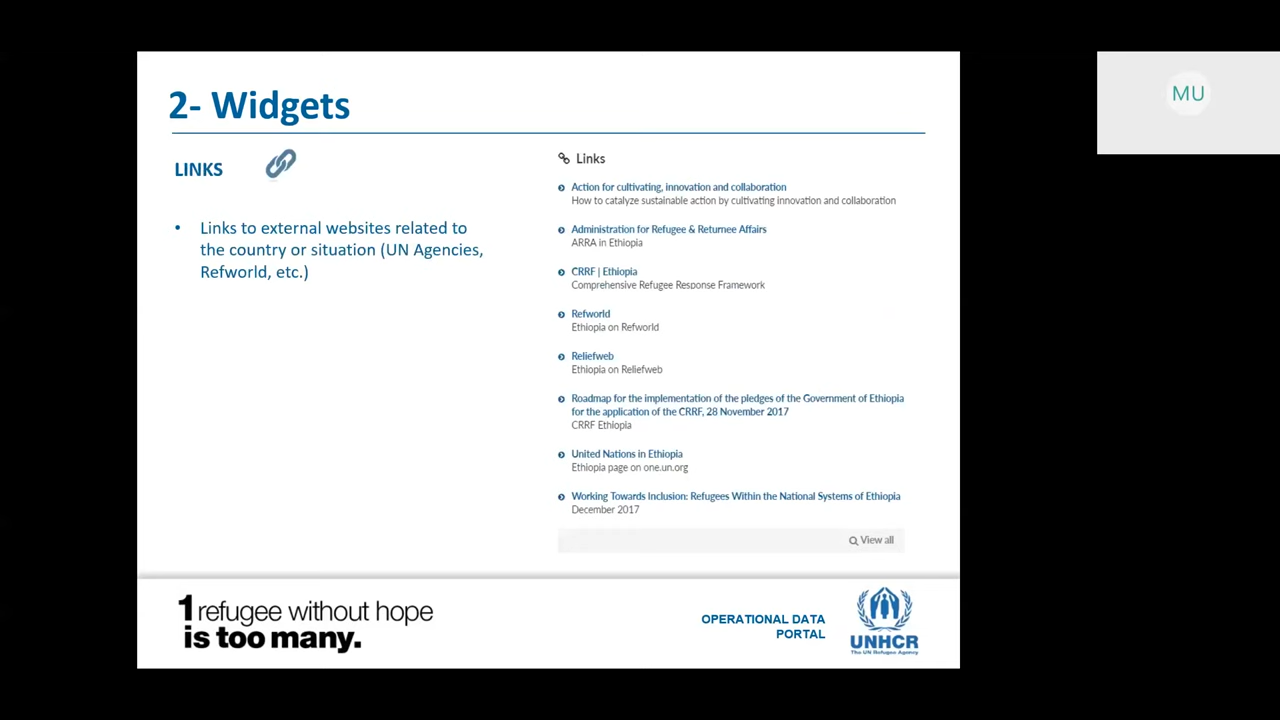 2- Widgets
LINKS
• Links to external websites related to
the country or situation (UN Agencies,
Refworld, etc.)
Links
Action for cultivating, innovation and collaboration
How to catalyze sustainable action by cultivating innovation and collaboration
Administration for Refugee & Returnee Affairs
ARRA in Ethiopia
CRRF | Ethiopia
Comprehensive Refugee Response Framework
Refworld
Ethiopia on Refworld
Reliefweb
Ethiopia on Reliefweb
Roadmap for the implementation of the pledges of the Government of Ethiopia
for the application of the CRRF, 28 November 2017
CRRF Ethiopia
United Nations in Ethiopia
Ethiopia page on one.un.org
Working Towards Inclusion: Refugees Within the National Systems of Ethiopia
December 2017
View all
1 refugee without hope
is too many.
OPERATIONAL DATA
PORTAL
UNHCR
The UN Refugee Agency
MU